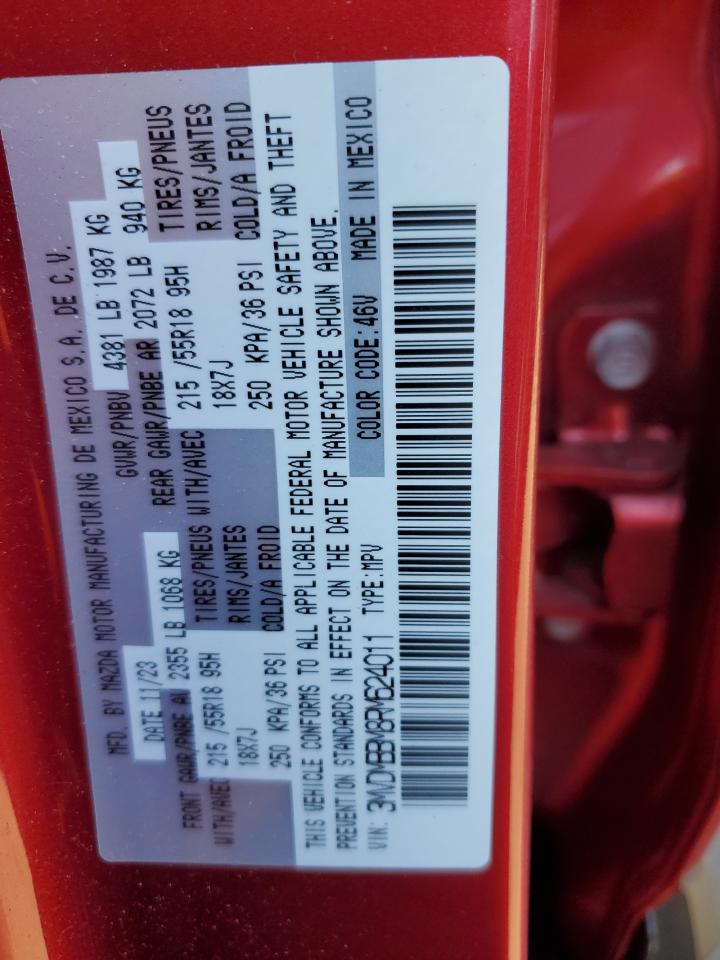 MFD. BY MAZDA MOTOR MANUFACTURING DE MEXICO S.A. DE C.V.
DATE 11/23 GVWR/PNBV 4381 LB 1987 KG
FRONT GAWR/PNBE AV 2355 LB 1068 KG REAR GAWR/PNBE AR 2072 LB 940 KG
WITH/AVEC 215 /55R18 95H TIRES/PNEUS WITH/AVEC 215 /55R18 95H TIRES/PNEUS
18X7J RIMS/JANTES 18X7J RIMS/JANTES
250 KPA/36 PSI COLD/A FROID 250 KPA/36 PSI COLD/A FROID
THIS VEHICLE CONFORMS TO ALL APPLICABLE FEDERAL MOTOR VEHICLE SAFETY AND THEFT
PREVENTION STANDARDS IN EFFECT ON THE DATE OF MANUFACTURE SHOWN ABOVE.
VIN: 3MVDMBBM8RM624011 TYPE:MPV COLOR CODE:46V MADE IN MEXICO